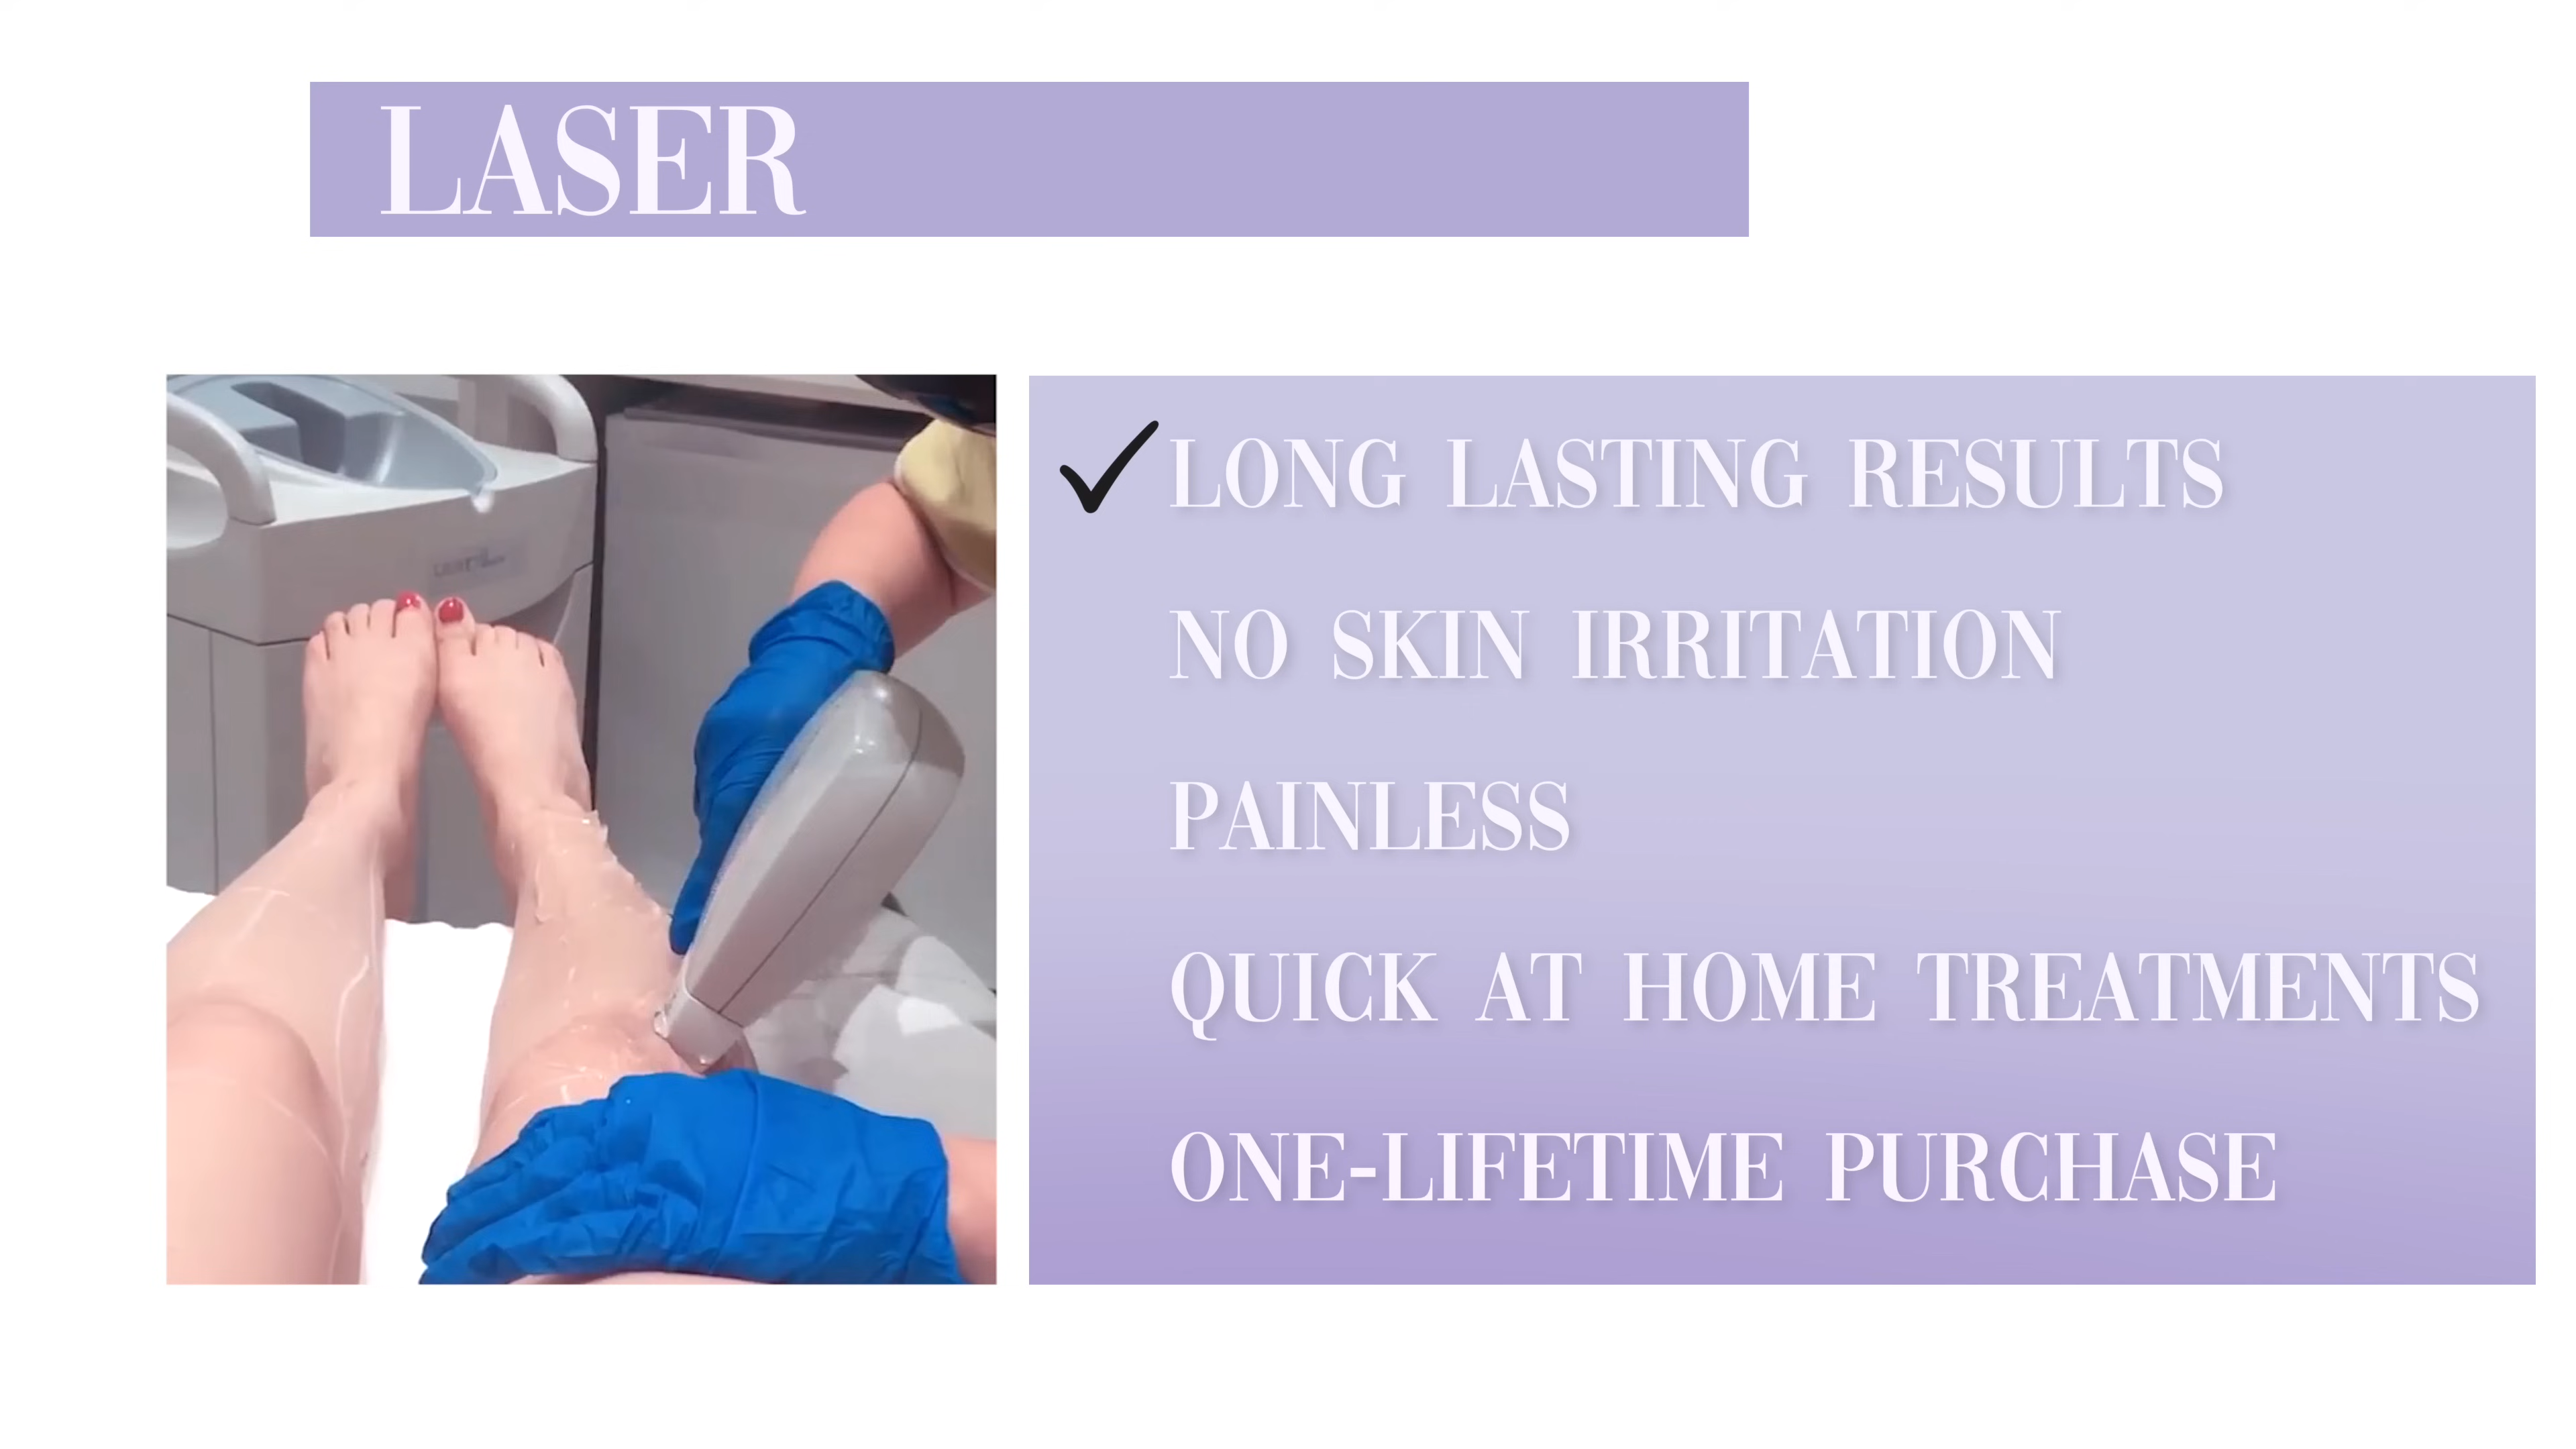 LASER
LONG LASTING RESULTS
NO SKIN IRRITATION
PAINLESS
QUICK AT HOME TREATMENTS
ONE-LIFETIME PURCHASE